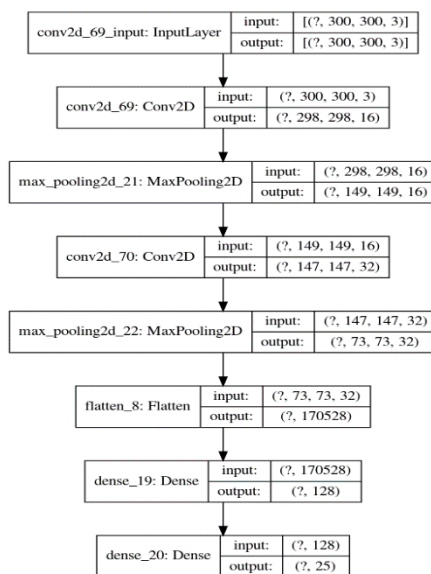 conv2d_69_input: InputLayer input: [(?, 300, 300, 3)]
output: [(?, 300, 300, 3)]
conv2d_69: Conv2D input: (?, 300, 300, 3)
output: (?, 298, 298, 16)
max_pooling2d_21: MaxPooling2D input: (?, 298, 298, 16)
output: (?, 149, 149, 16)
conv2d_70: Conv2D input: (?, 149, 149, 16)
output: (?, 147, 147, 32)
max_pooling2d_22: MaxPooling2D input: (?, 147, 147, 32)
output: (?, 73, 73, 32)
flatten_8: Flatten input: (?, 73, 73, 32)
output: (?, 170528)
dense_19: Dense input: (?, 170528)
output: (?, 128)
dense_20: Dense input: (?, 128)
output: (?, 25)